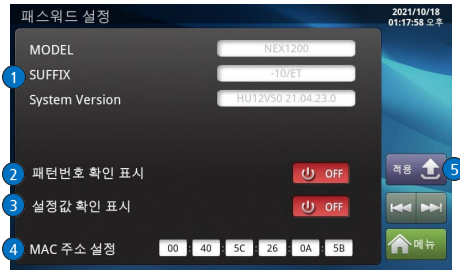 패스워드 설정
2021/10/18
01:17:58 오후
MODEL NEX1200
1 SUFFIX -10/ET
System Version HU12V50 21.04.23.0
2 패턴번호 확인 표시 OFF
적용 5
3 설정값 확인 표시 OFF
4 MAC 주소 설정 00 : 40 : 5C : 26 : 0A : 5B
메뉴